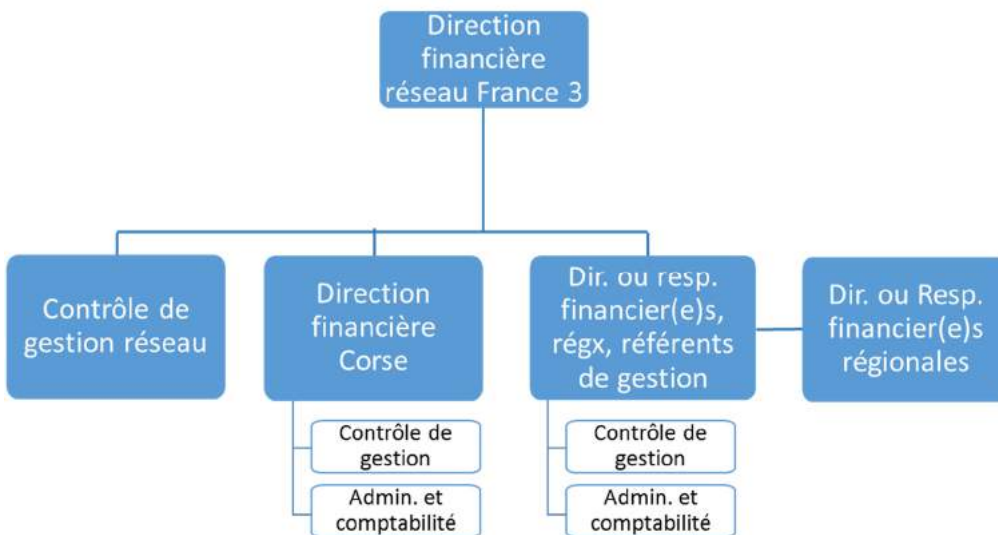 Direction
financière
réseau France 3
Contrôle de
gestion réseau
Direction
financière
Corse
Dir. ou resp.
financier(e)s,
régx, référents
de gestion
Dir. ou Resp.
financier(e)s
régionales
Contrôle de
gestion
Admin. et
comptabilité
Contrôle de
gestion
Admin. et
comptabilité